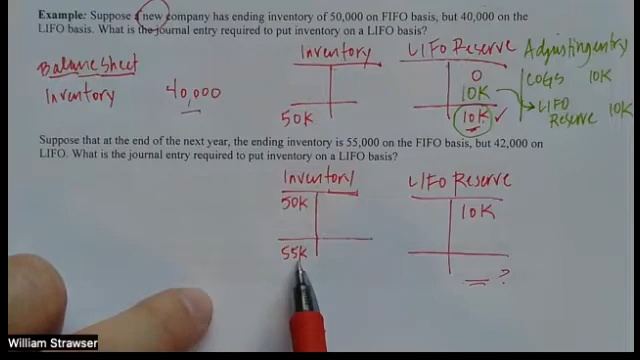 Example: Suppose a new company has ending inventory of 50,000 on FIFO basis, but 40,000 on the
LIFO basis. What is the journal entry required to put inventory on a LIFO basis?
Balance Sheet
Inventory 40,000
Inventory
50K
LIFO Reserve
0
10K
10K ✓
Adjusting entry
COGS 10K
LIFO
Reserve 10K
Suppose that at the end of the next year, the ending inventory is 55,000 on the FIFO basis, but 42,000 on
LIFO. What is the journal entry required to put inventory on a LIFO basis?
Inventory
50K
55K
LIFO Reserve
10K
?
William Strawser